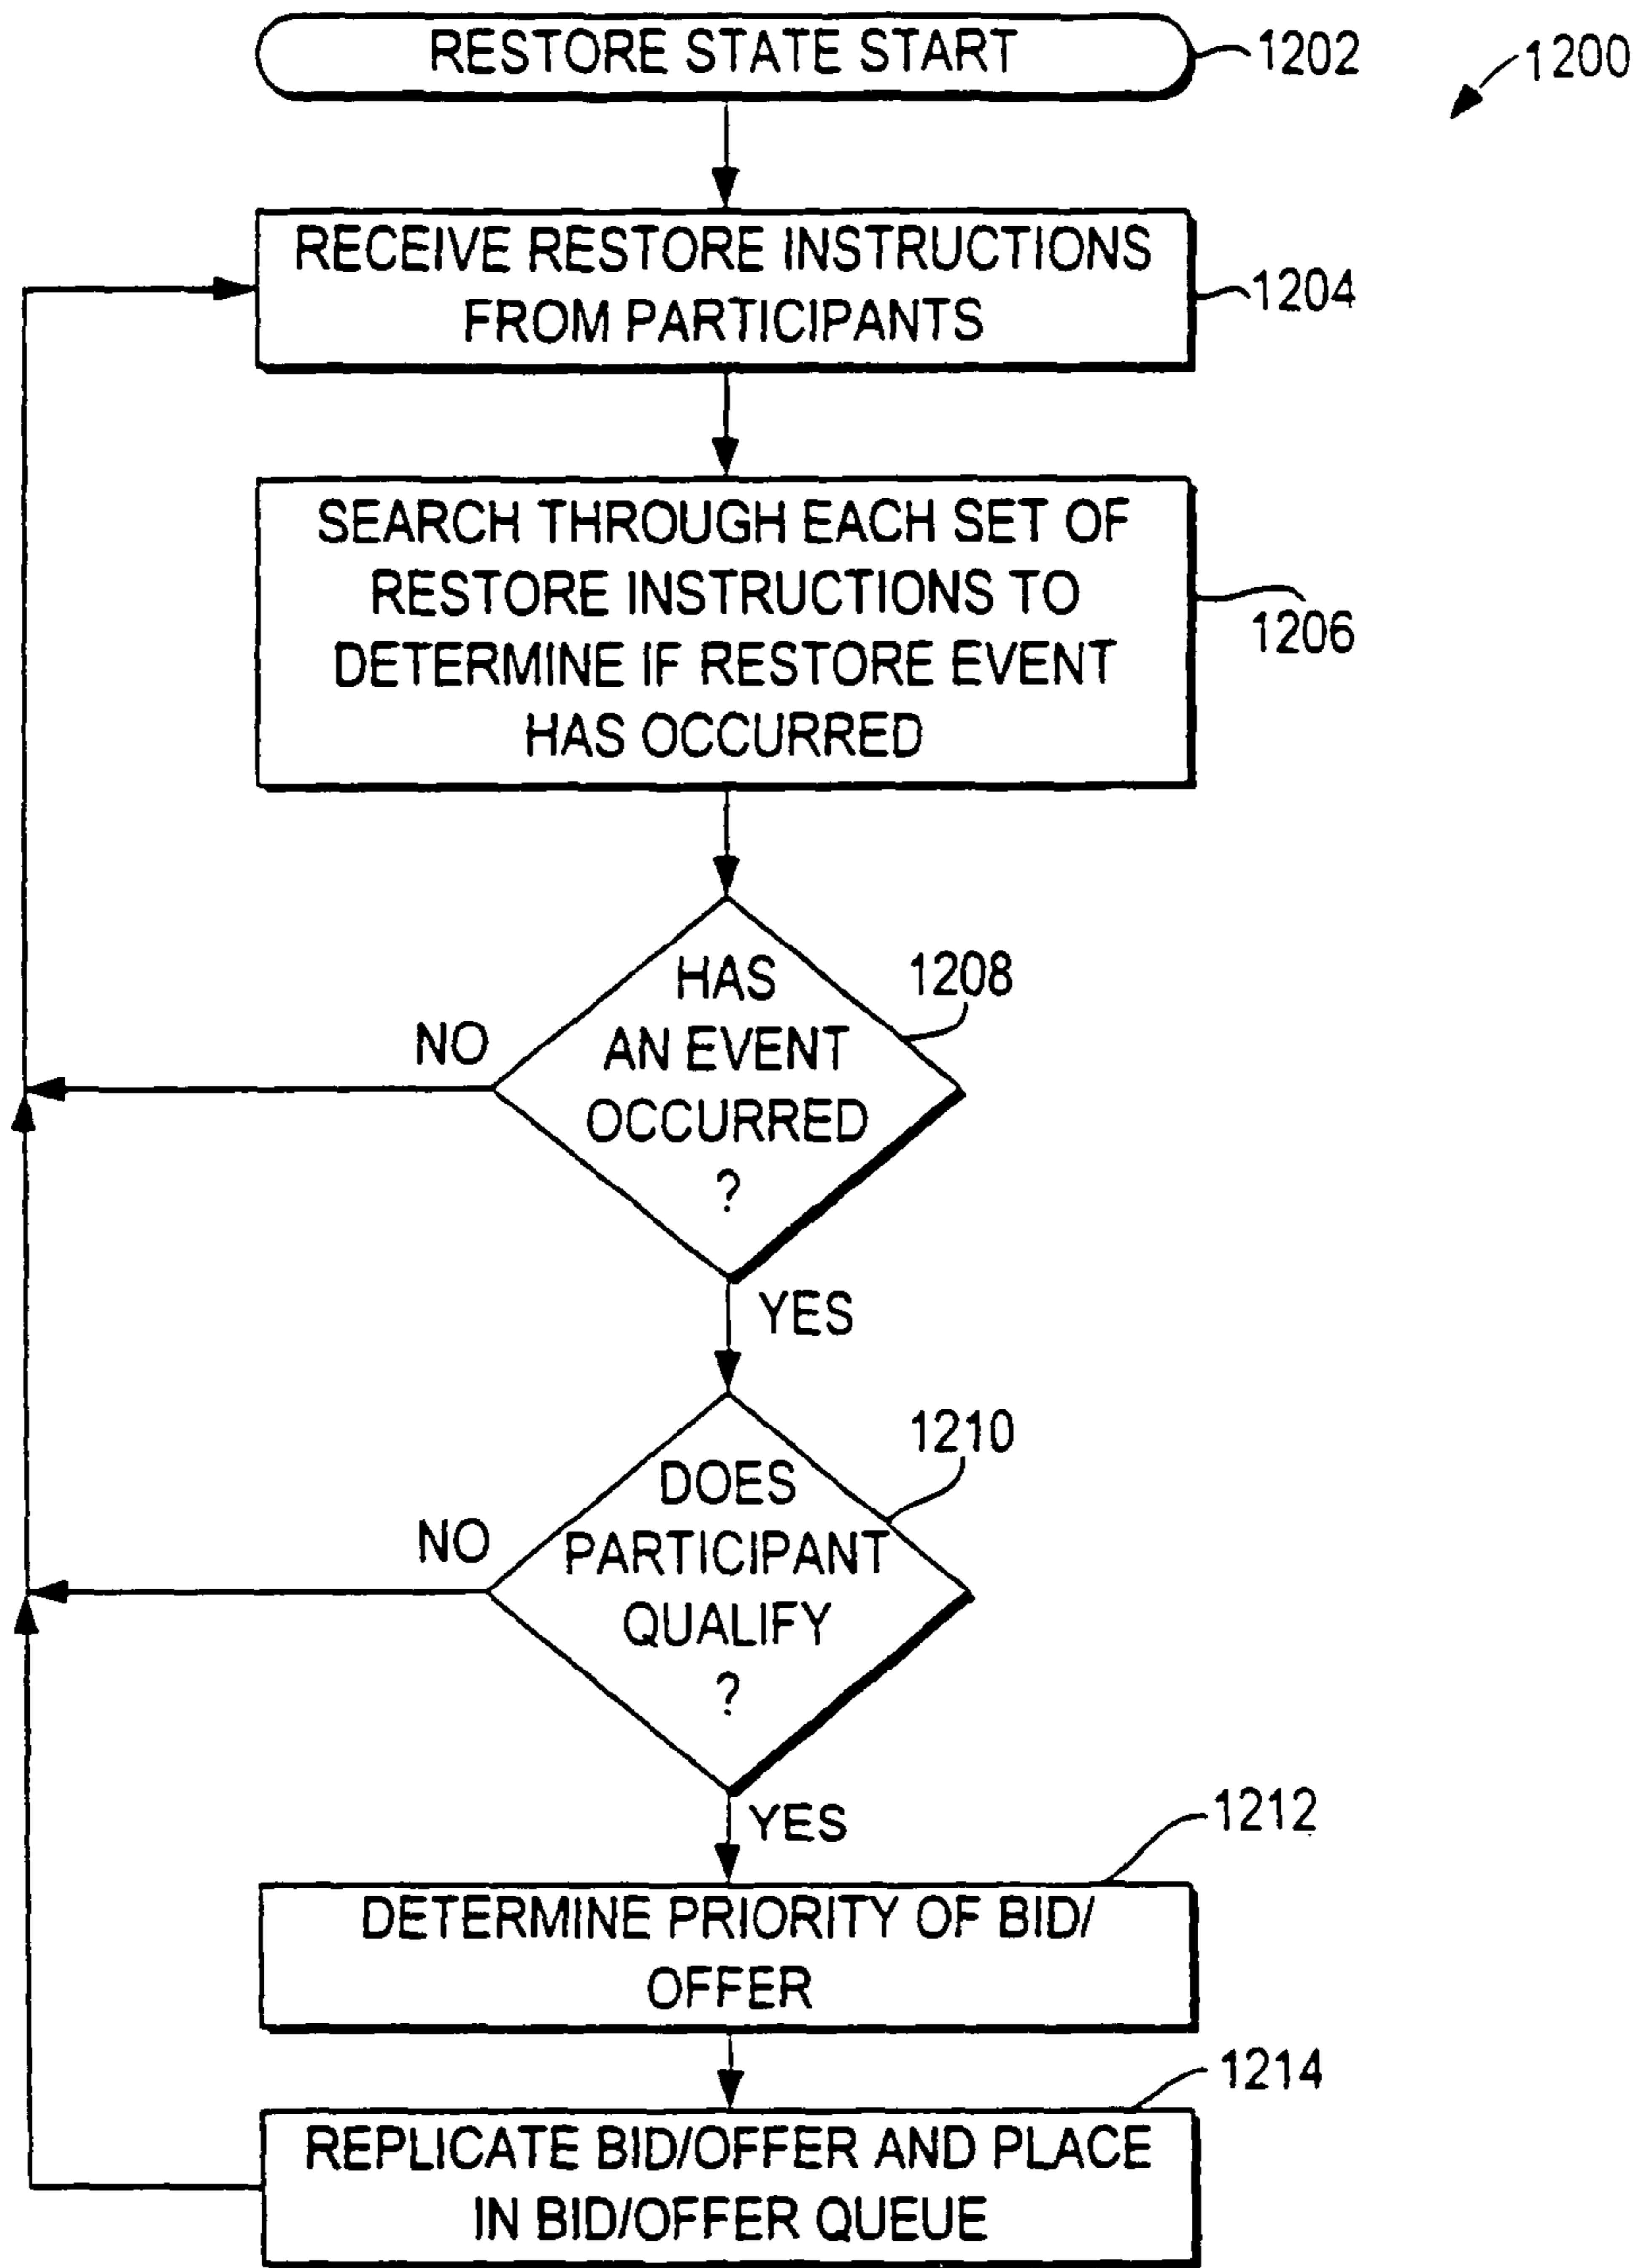 RESTORE STATE START
1202
1200
RECEIVE RESTORE INSTRUCTIONS
FROM PARTICIPANTS
1204
SEARCH THROUGH EACH SET OF
RESTORE INSTRUCTIONS TO
DETERMINE IF RESTORE EVENT
HAS OCCURRED
1206
HAS
AN EVENT
OCCURRED
?
1208
NO
YES
DOES
PARTICIPANT
QUALIFY
?
1210
NO
YES
DETERMINE PRIORITY OF BID/
OFFER
1212
REPLICATE BID/OFFER AND PLACE
IN BID/OFFER QUEUE
1214